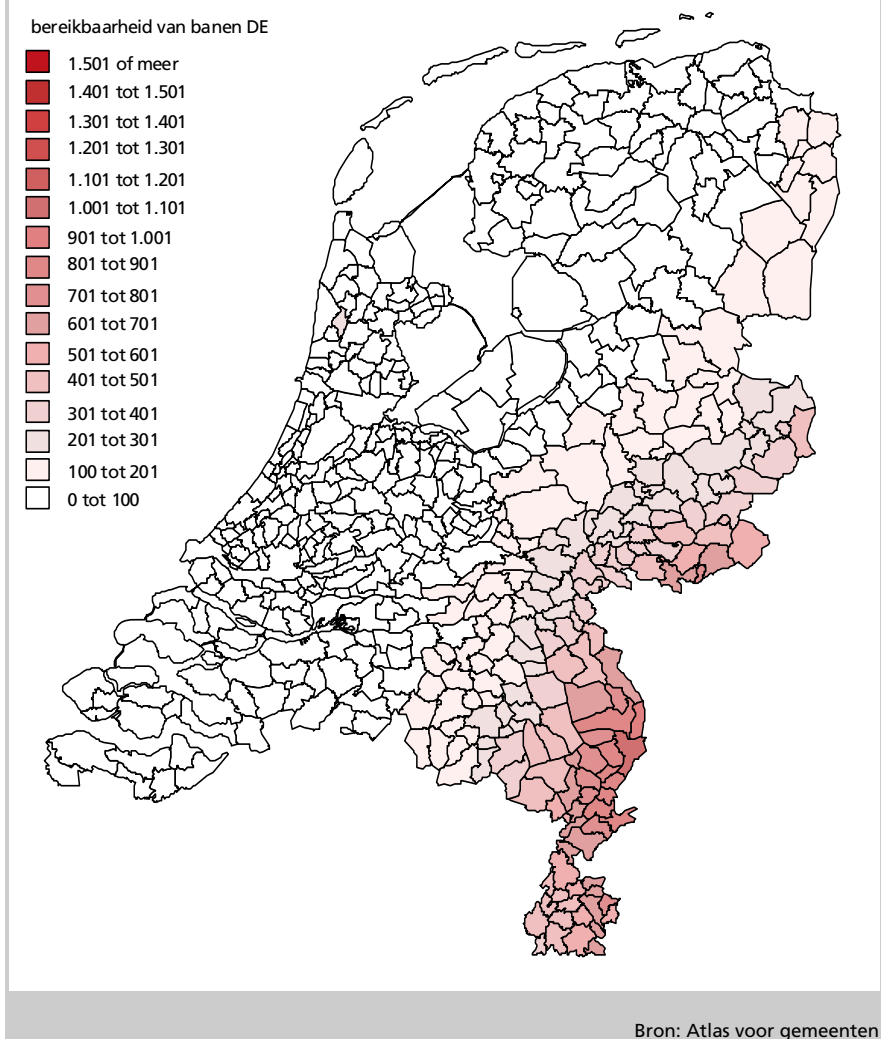 bereikbaarheid van banen DE
1.501 of meer
1.401 tot 1.501
1.301 tot 1.401
1.201 tot 1.301
1.101 tot 1.201
1.001 tot 1.101
901 tot 1.001
801 tot 901
701 tot 801
601 tot 701
501 tot 601
401 tot 501
301 tot 401
201 tot 301
100 tot 201
0 tot 100
Bron: Atlas voor gemeenten